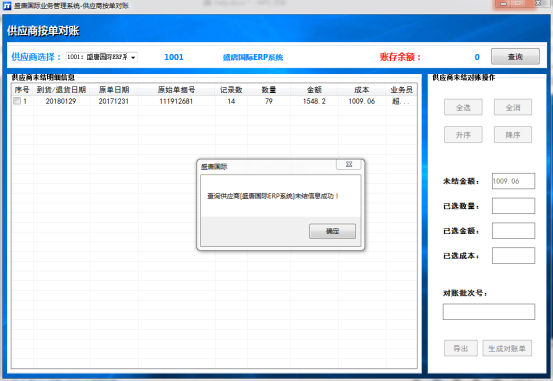 盛唐国际业务管理系统-供应商按单对账
供应商按单对账
供应商选择： 1001: 盛唐国际ERP系 1001 盛唐国际ERP系统 账存余额： 0 查询
供应商未结明细信息
序号 到货/退货日期 原单日期 原始单据号 记录数 数量 金额 成本 业务员
1 20180129 20171231 111912681 14 79 1548.2 1009.06 超...
盛唐国际
查询供应商[盛唐国际ERP系统]未结信息成功！
确定
供应商未结对账操作
全选 全消
升序 降序
未结金额： 1009.06
已选数量：
已选金额：
已选成本：
对账批次号：
导出 生成对账单